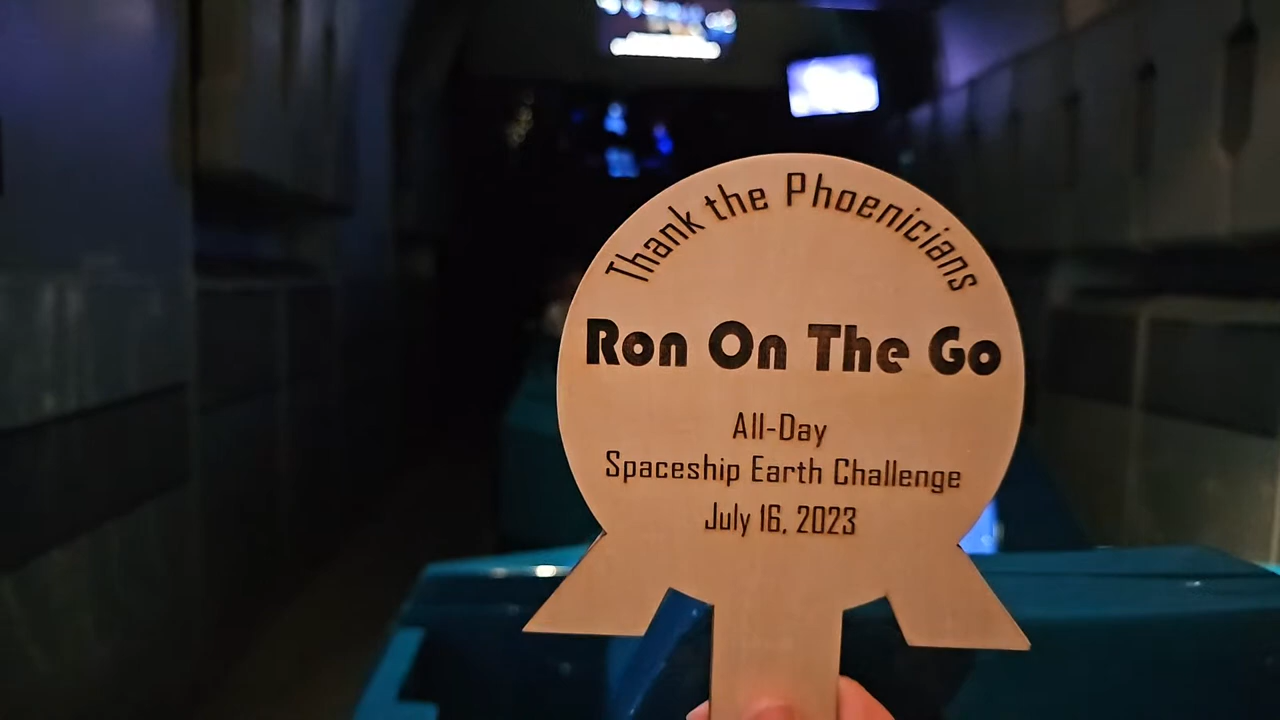 Thank the Phoenicians
Ron On The Go
All-Day
Spaceship Earth Challenge
July 16, 2023